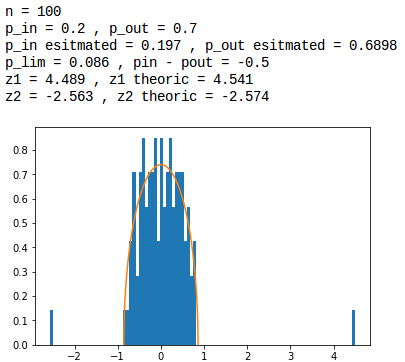 n = 100
p_in = 0.2 , p_out = 0.7
p_in esitmated = 0.197 , p_out esitmated = 0.6898
p_lim = 0.086 , pin - pout = -0.5
z1 = 4.489 , z1 theoric = 4.541
z2 = -2.563 , z2 theoric = -2.574
0.8
0.7
0.6
0.5
0.4
0.3
0.2
0.1
0.0
−2 −1 0 1 2 3 4